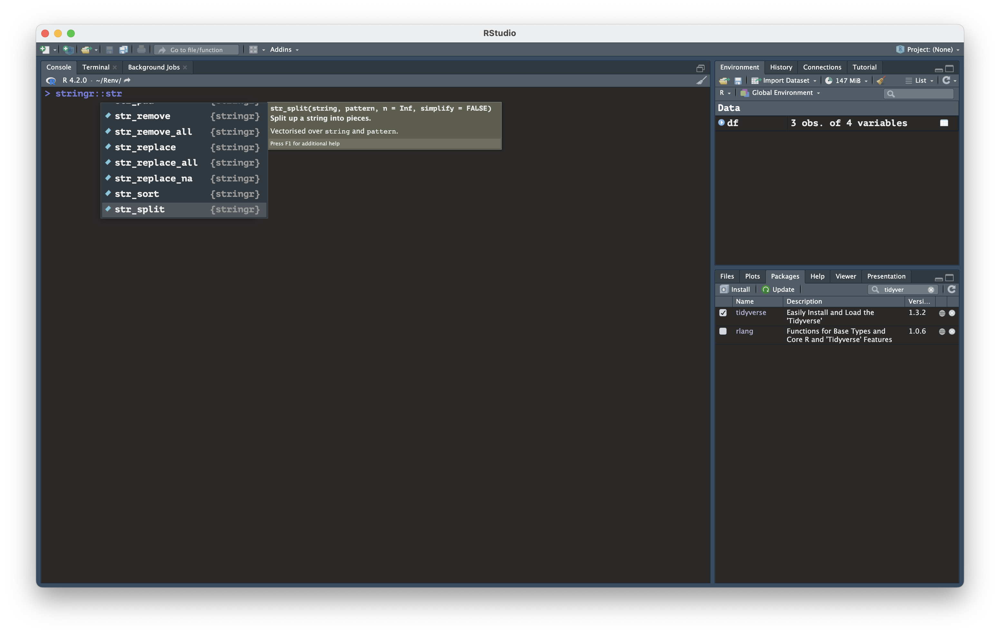 RStudio
Go to file/function
Addins
Project: (None)
Console
Terminal
Background Jobs
R 4.2.0 · ~/Renv/
> stringr::str
str_remove {stringr}
str_remove_all {stringr}
str_replace {stringr}
str_replace_all {stringr}
str_replace_na {stringr}
str_sort {stringr}
str_split {stringr}
str_split(string, pattern, n = Inf, simplify = FALSE)
Split up a string into pieces.
Vectorised over string and pattern.
Press F1 for additional help
Environment
History
Connections
Tutorial
Import Dataset
147 MiB
List
R
Global Environment
Data
df 3 obs. of 4 variables
Files
Plots
Packages
Help
Viewer
Presentation
Install
Update
tidyver
Name Description Versi...
tidyverse Easily Install and Load the 1.3.2
'Tidyverse'
rlang Functions for Base Types and 1.0.6
Core R and 'Tidyverse' Features